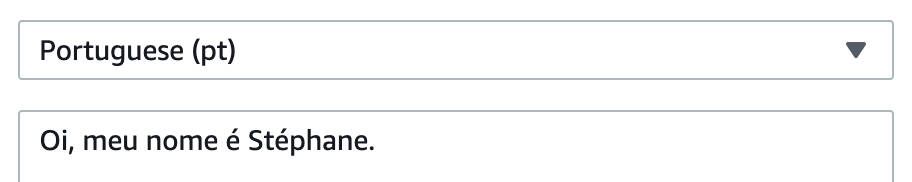 Portuguese (pt)
Oi, meu nome é Stéphane.